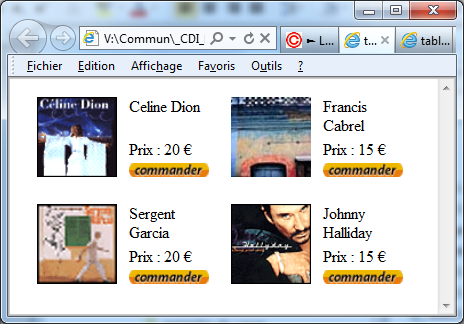 V:\Commun\_CDI_
L...
t...
tabl...
Fichier Edition Affichage Favoris Outils ?
Céline Dion
Celine Dion
Prix : 20 €
commander
Francis
Cabrel
Prix : 15 €
commander
Sergent
Garcia
Prix : 20 €
commander
Hallyday
Johnny
Halliday
Prix : 15 €
commander